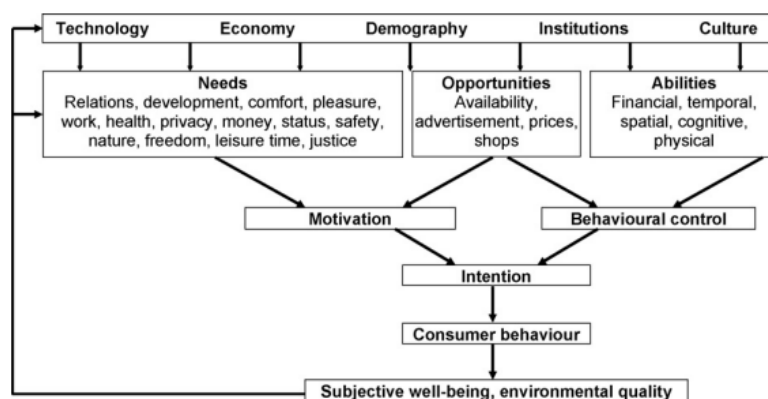 Technology Economy Demography Institutions Culture
Needs
Relations, development, comfort, pleasure,
work, health, privacy, money, status, safety,
nature, freedom, leisure time, justice
Opportunities
Availability,
advertisement, prices,
shops
Abilities
Financial, temporal,
spatial, cognitive,
physical
Motivation
Behavioural control
Intention
Consumer behaviour
Subjective well-being, environmental quality